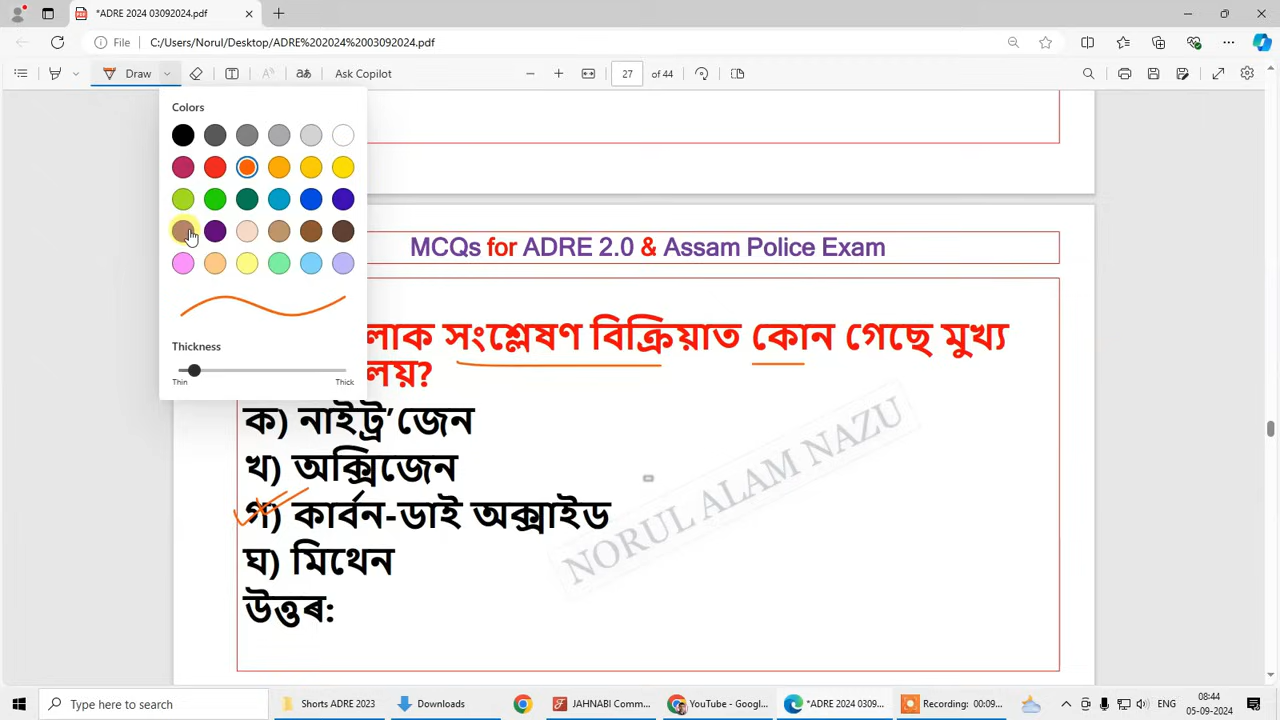 *ADRE 2024 03092024.pdf
File C:/Users/Norul/Desktop/ADRE%202024%2003092024.pdf
Draw Ask Copilot 27 of 44
Colors
Thickness
Thin Thick
MCQs for ADRE 2.0 & Assam Police Exam
লোক সংশ্লেষণ বিক্ৰিয়াত কোন গেছে মুখ্য
লয়?
ক) নাইট্ৰ'জেন
খ) অক্সিজেন
গ) কাৰ্বন-ডাই অক্সাইড
ঘ) মিথেন
উত্তৰ:
NORUL ALAM NAZU
Type here to search Shorts ADRE 2023 Downloads JAHNABI Comm... YouTube - Googl... *ADRE 2024 0309... Recording: 00:09... ENG 08:44
05-09-2024